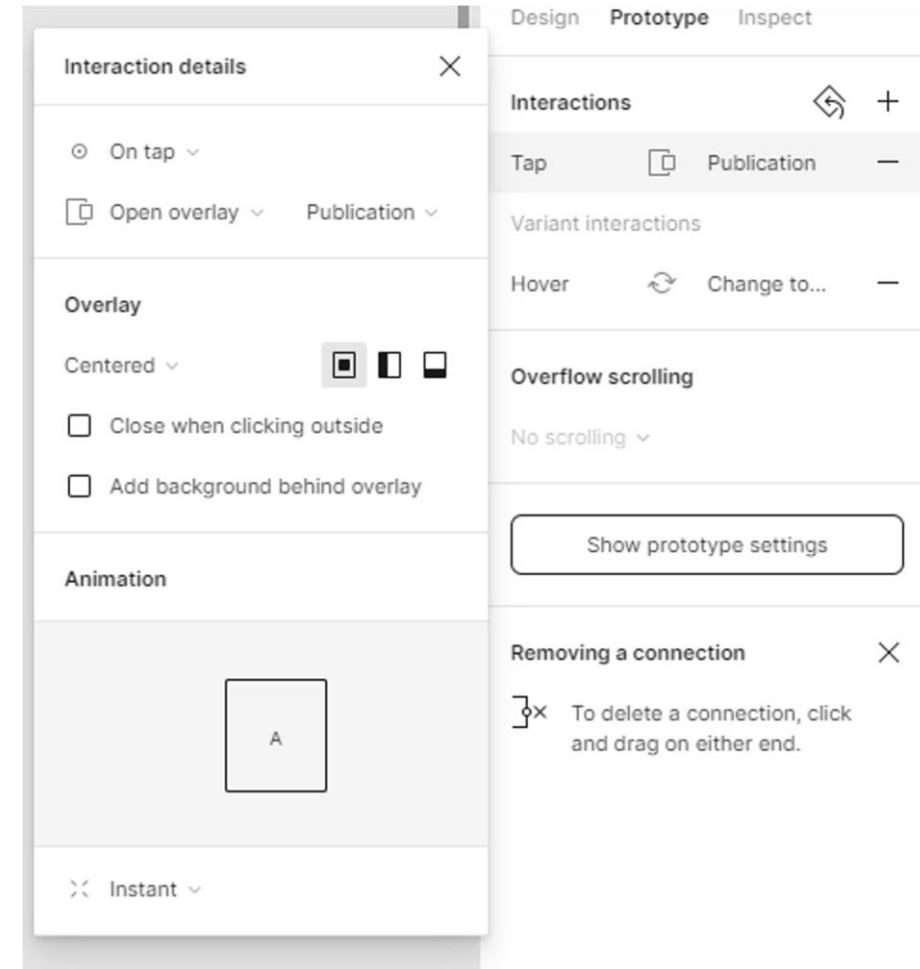 Interaction details
On tap
Open overlay Publication
Overlay
Centered
Close when clicking outside
Add background behind overlay
Animation
A
Instant
Design Prototype Inspect
Interactions
Tap Publication
Variant interactions
Hover Change to...
Overflow scrolling
No scrolling
Show prototype settings
Removing a connection
To delete a connection, click
and drag on either end.